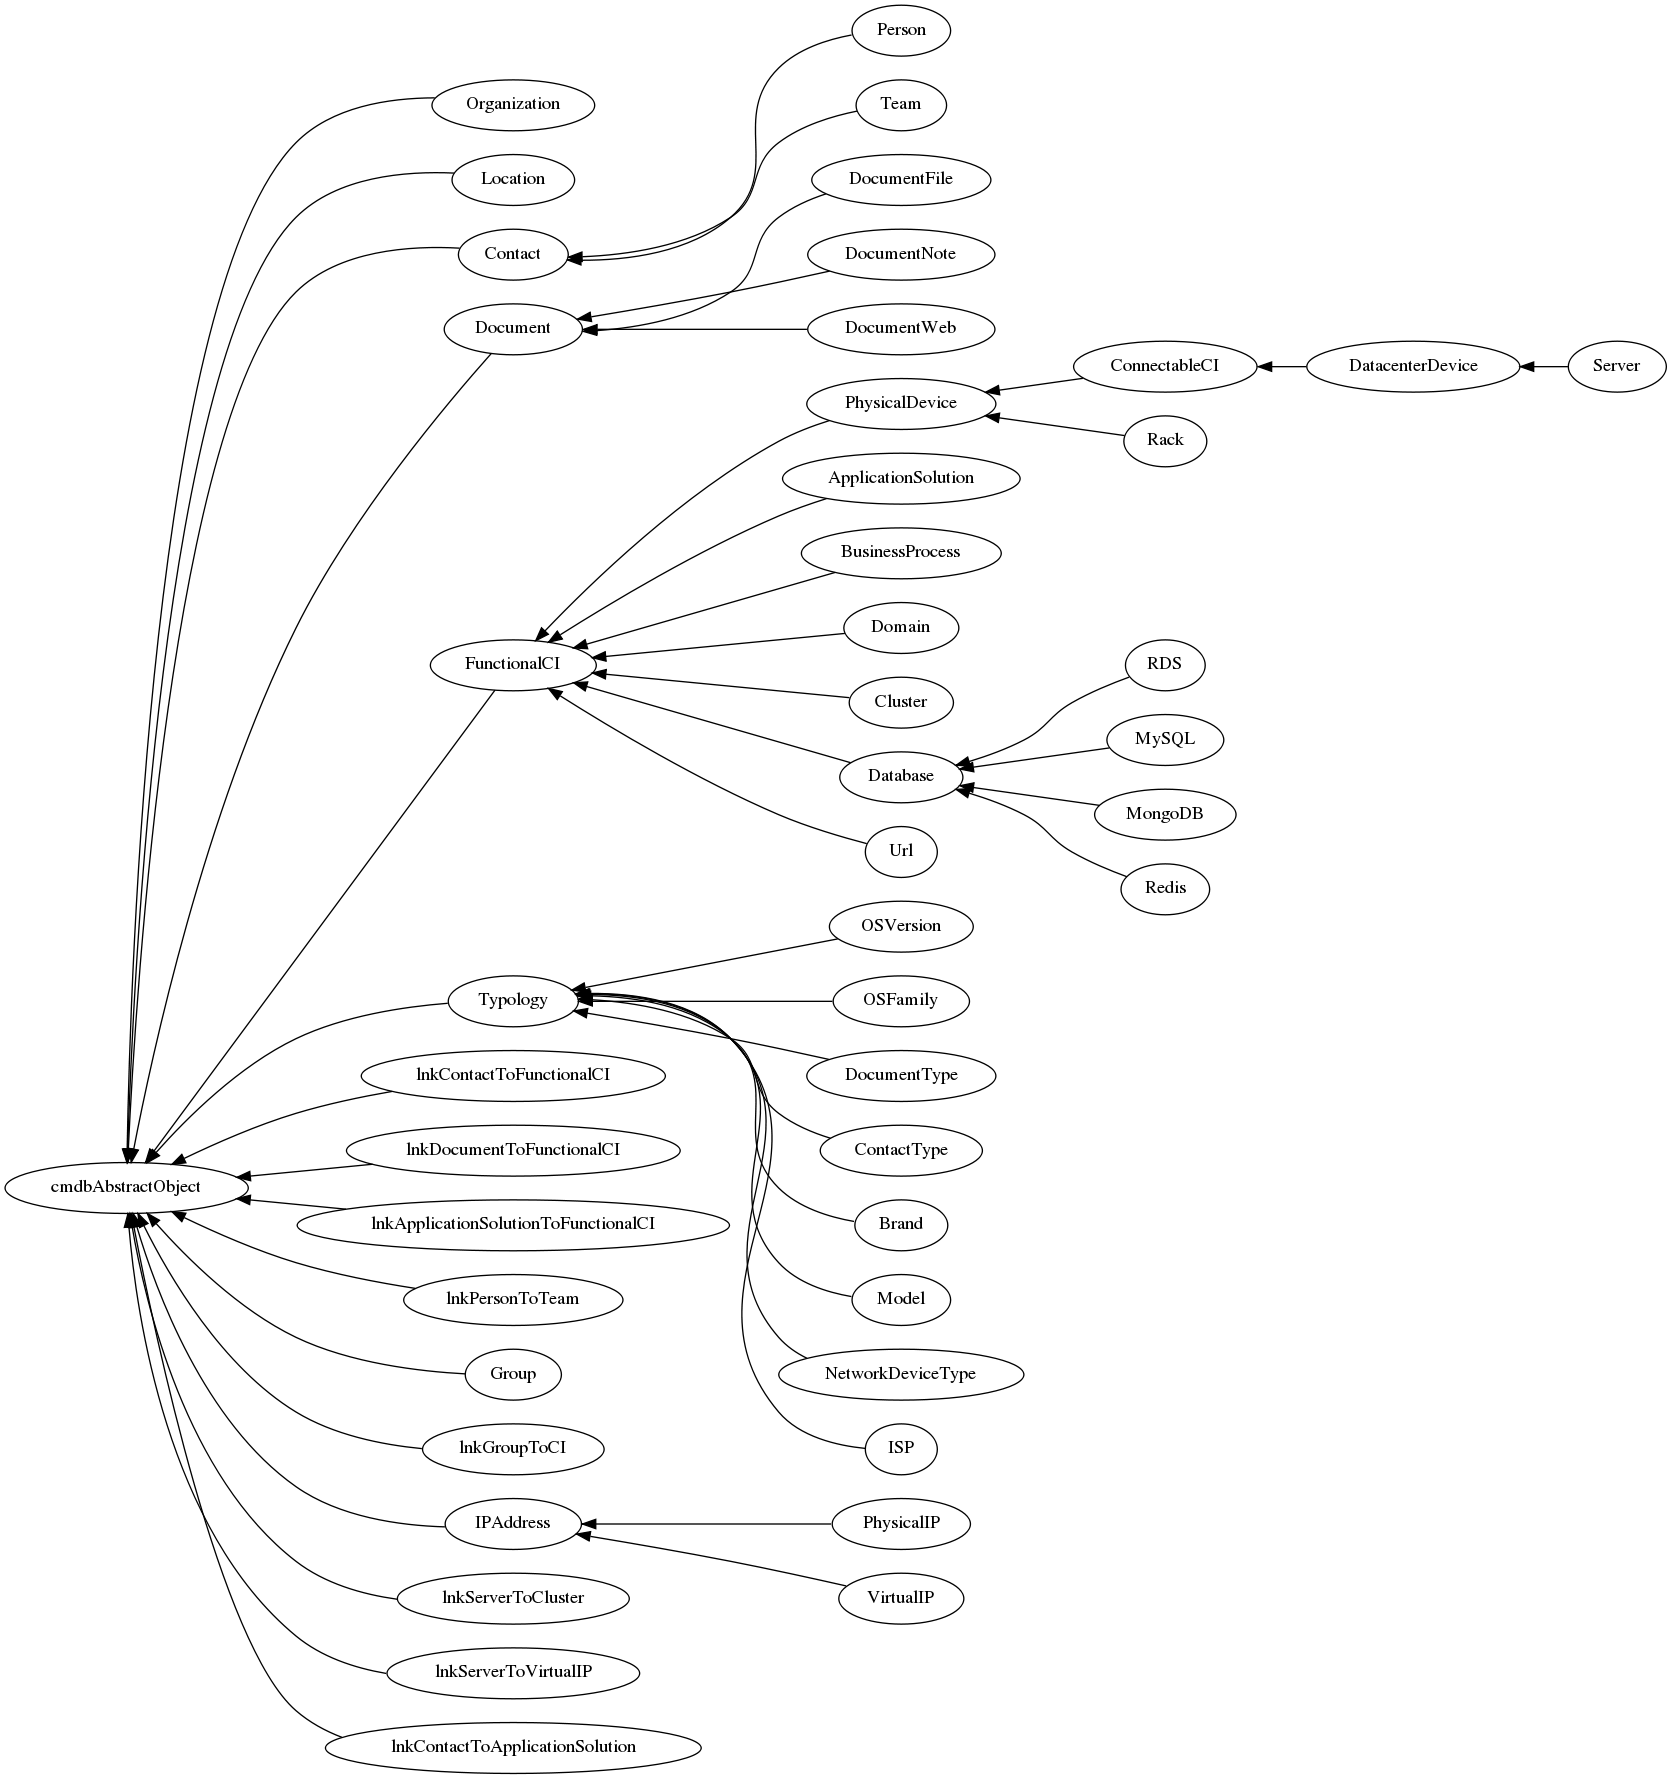 Person
Organization
Team
Location
DocumentFile
Contact
DocumentNote
Document
DocumentWeb
ConnectableCI
DatacenterDevice
Server
PhysicalDevice
Rack
ApplicationSolution
BusinessProcess
Domain
FunctionalCI
RDS
Cluster
MySQL
Database
MongoDB
Url
Redis
OSVersion
Typology
OSFamily
lnkContactToFunctionalCI
DocumentType
lnkDocumentToFunctionalCI
ContactType
cmdbAbstractObject
lnkApplicationSolutionToFunctionalCI
Brand
lnkPersonToTeam
Model
Group
NetworkDeviceType
lnkGroupToCI
ISP
IPAddress
PhysicalIP
lnkServerToCluster
VirtualIP
lnkServerToVirtualIP
lnkContactToApplicationSolution